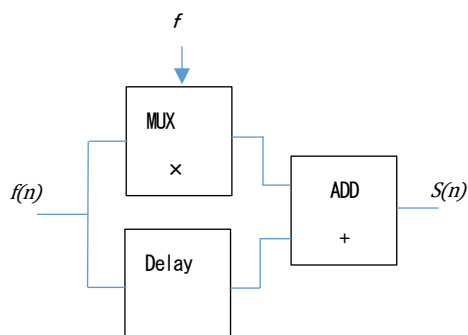 f
MUX
×
f(n)
ADD
S(n)
+
Delay